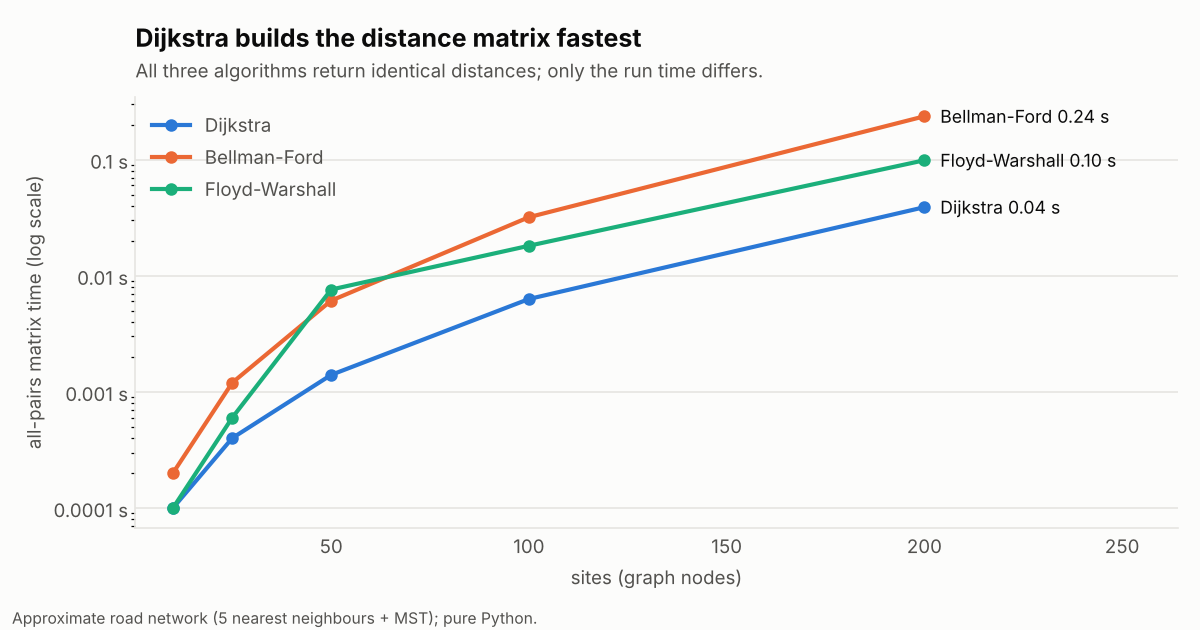 Dijkstra builds the distance matrix fastest
All three algorithms return identical distances; only the run time differs.
Dijkstra
Bellman-Ford
Floyd-Warshall
Bellman-Ford 0.24 s
Floyd-Warshall 0.10 s
Dijkstra 0.04 s
all-pairs matrix time (log scale)
0.1 s
0.01 s
0.001 s
0.0001 s
50
100
150
200
250
sites (graph nodes)
Approximate road network (5 nearest neighbours + MST); pure Python.